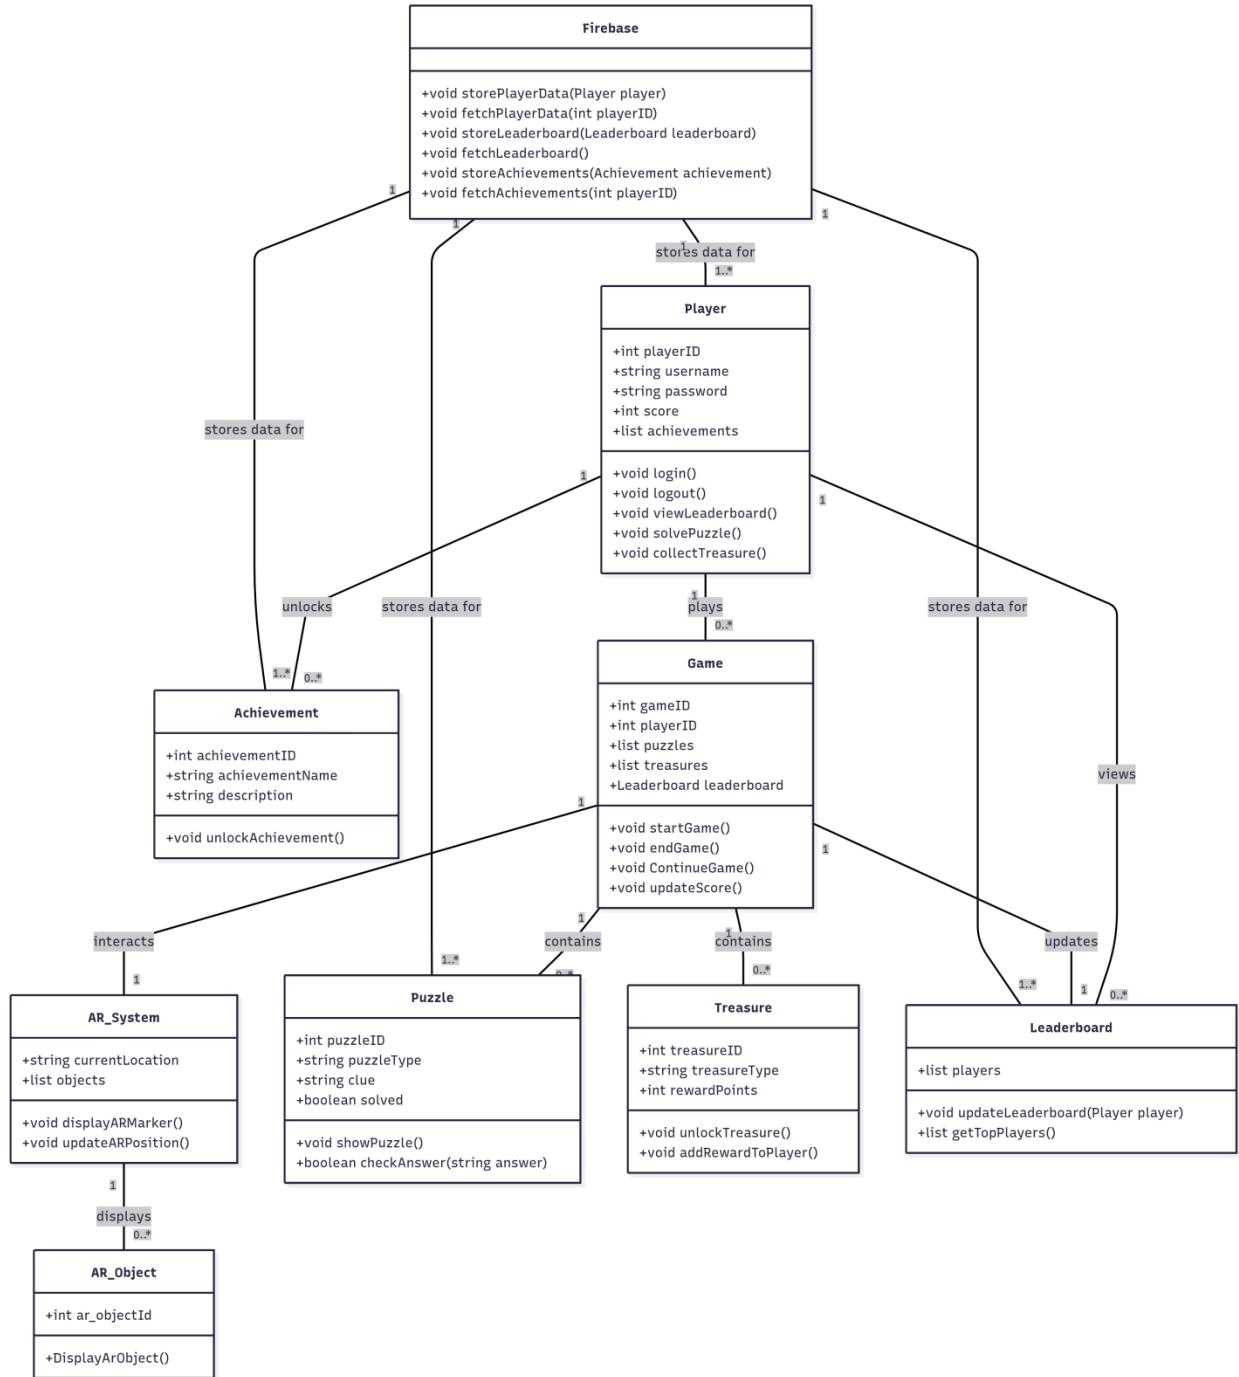 Firebase
+void storePlayerData(Player player)
+void fetchPlayerData(int playerID)
+void storeLeaderboard(Leaderboard leaderboard)
+void fetchLeaderboard()
+void storeAchievements(Achievement achievement)
+void fetchAchievements(int playerID)
1
1
1
1
stores data for
1..*
Player
+int playerID
+string username
+string password
+int score
+list achievements
+void login()
+void logout()
+void viewLeaderboard()
+void solvePuzzle()
+void collectTreasure()
stores data for
1
1
unlocks
stores data for
1
plays
0..*
stores data for
1..*
0..*
Achievement
+int achievementID
+string achievementName
+string description
+void unlockAchievement()
Game
+int gameID
+int playerID
+list puzzles
+list treasures
+Leaderboard leaderboard
+void startGame()
+void endGame()
+void ContinueGame()
+void updateScore()
views
1
1
interacts
1
contains
1
contains
updates
1
1..*
0..*
0..*
1..*
1
0..*
AR_System
+string currentLocation
+list objects
+void displayARMarker()
+void updateARPosition()
Puzzle
+int puzzleID
+string puzzleType
+string clue
+boolean solved
+void showPuzzle()
+boolean checkAnswer(string answer)
Treasure
+int treasureID
+string treasureType
+int rewardPoints
+void unlockTreasure()
+void addRewardToPlayer()
Leaderboard
+list players
+void updateLeaderboard(Player player)
+list getTopPlayers()
1
displays
0..*
AR_Object
+int ar_objectId
+DisplayArObject()